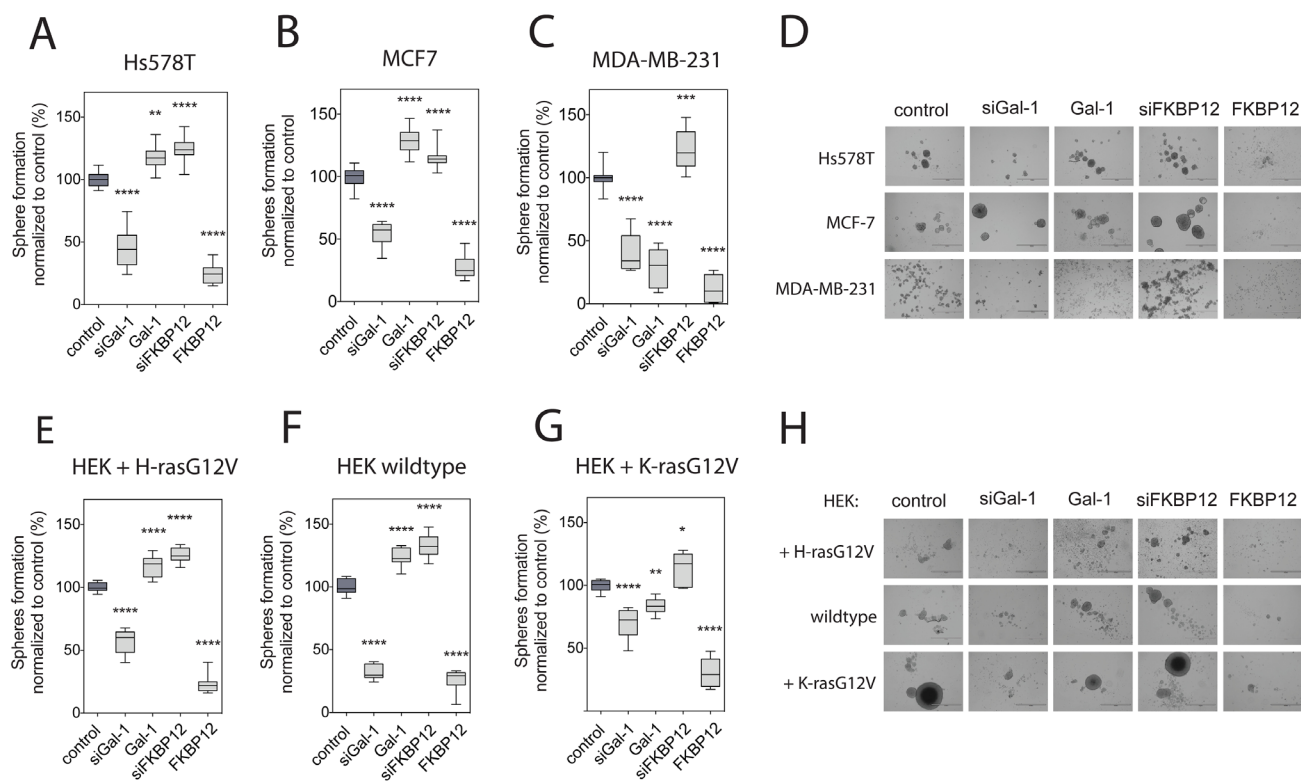 A
Hs578T
Sphere formation
normalized to control (%)
150
100
50
0
**
****
****
****
control
siGal-1
Gal-1
siFKBP12
FKBP12
B
MCF7
Spheres formation
normalized to control
150
100
50
0
****
****
****
****
control
siGal-1
Gal-1
siFKBP12
FKBP12
C
MDA-MB-231
Sphere formation
normalized to control (%)
150
100
50
0
***
****
****
****
control
siGal-1
Gal-1
siFKBP12
FKBP12
D
control siGal-1 Gal-1 siFKBP12 FKBP12
Hs578T
MCF-7
MDA-MB-231
E
HEK + H-rasG12V
Spheres formation
normalized to control (%)
150
100
50
0
****
****
****
****
control
siGal-1
Gal-1
siFKBP12
FKBP12
F
HEK wildtype
Spheres formation
normalized to control (%)
150
100
50
0
****
****
****
****
control
siGal-1
Gal-1
siFKBP12
FKBP12
G
HEK + K-rasG12V
Spheres formation
normalized to control (%)
150
100
50
*
****
**
****
control
siGal-1
Gal-1
siFKBP12
FKBP12
H
HEK: control siGal-1 Gal-1 siFKBP12 FKBP12
+ H-rasG12V
wildtype
+ K-rasG12V